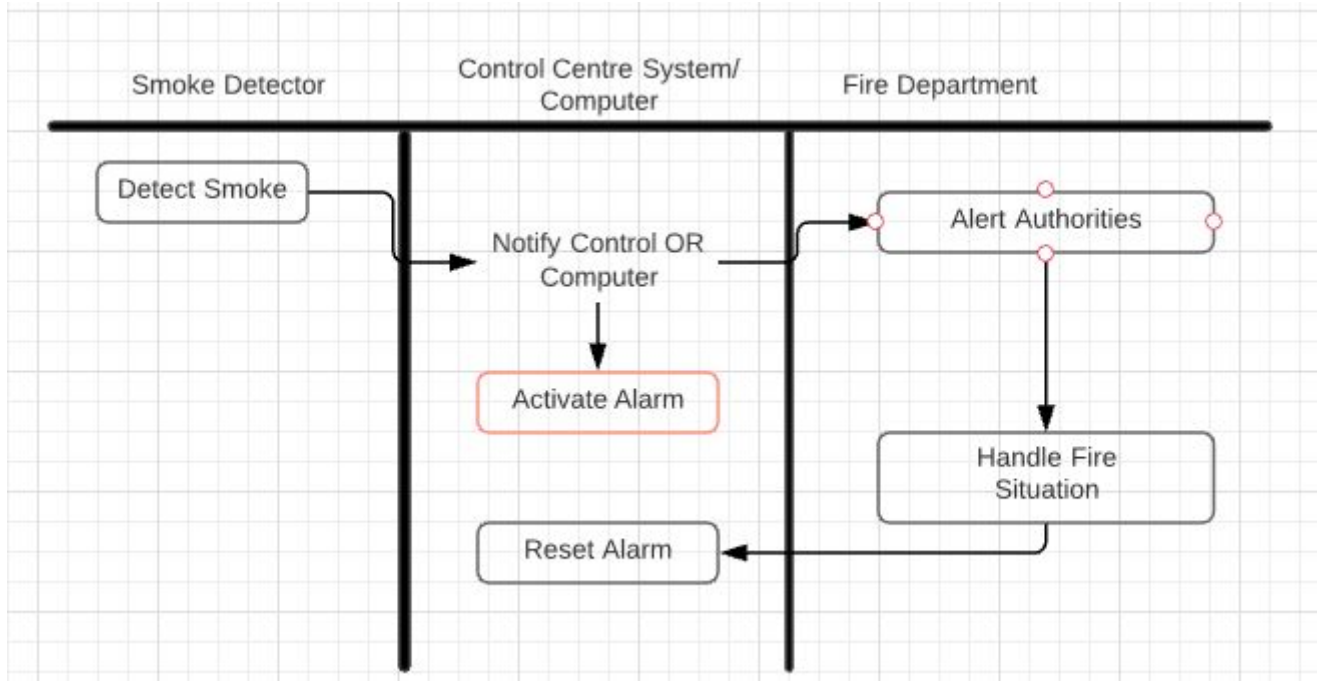 Smoke Detector
Control Centre System/
Computer
Fire Department
Detect Smoke
Notify Control OR
Computer
Alert Authorities
Activate Alarm
Handle Fire
Situation
Reset Alarm